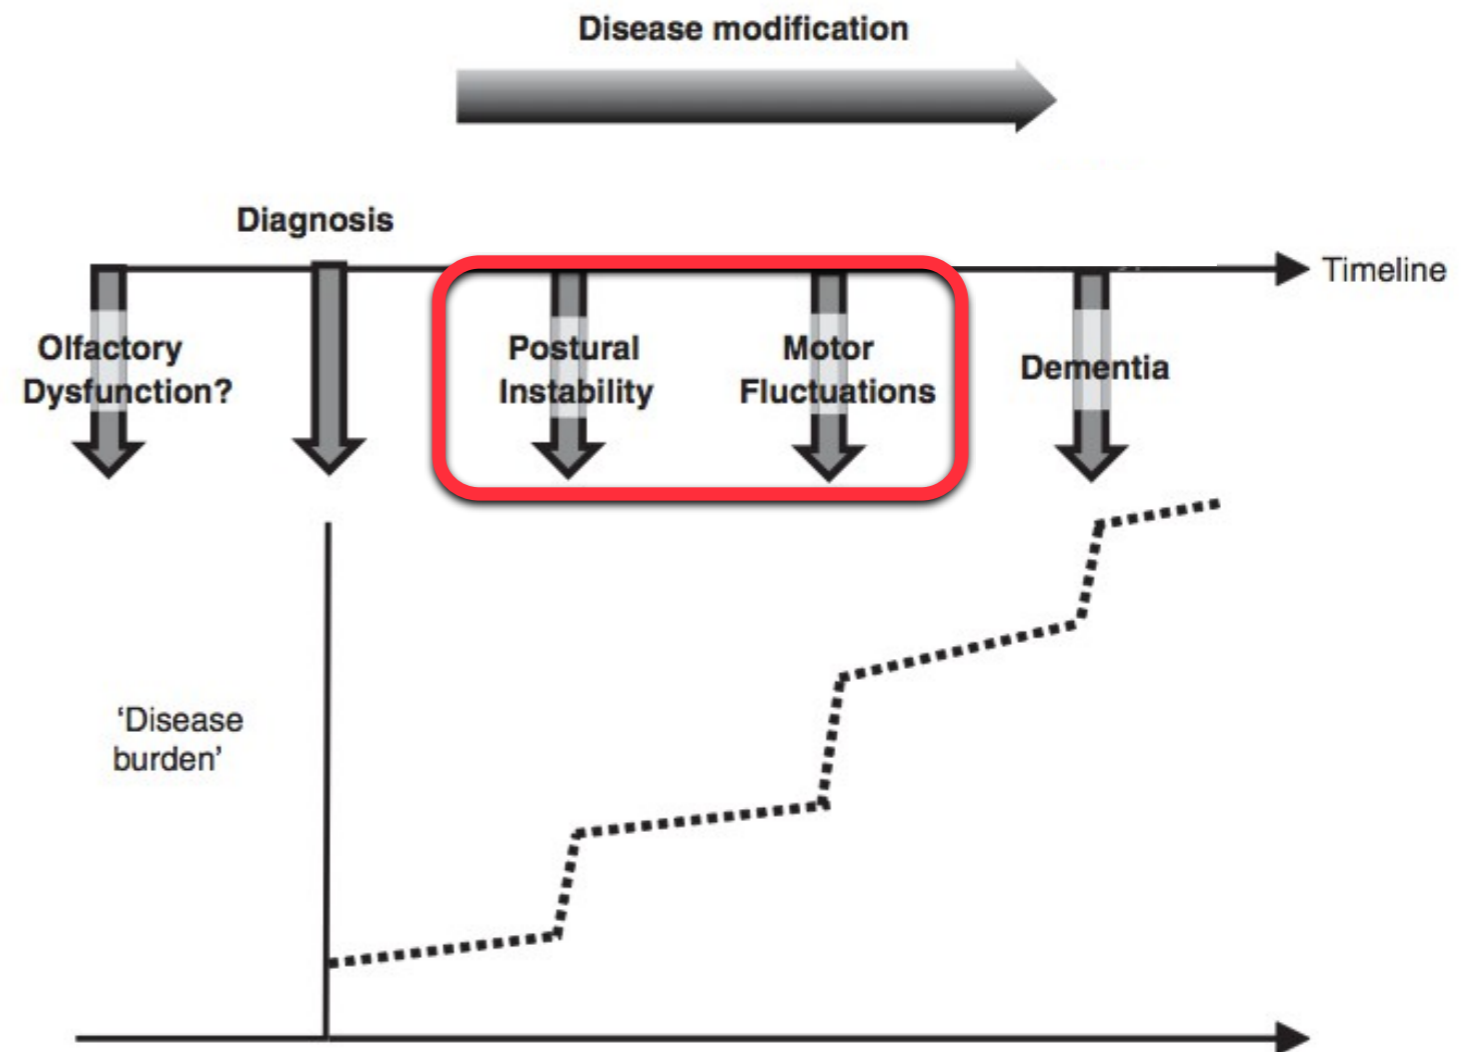 Disease modification
Diagnosis
Timeline
Olfactory
Dysfunction?
Postural
Instability
Motor
Fluctuations
Dementia
‘Disease
burden’